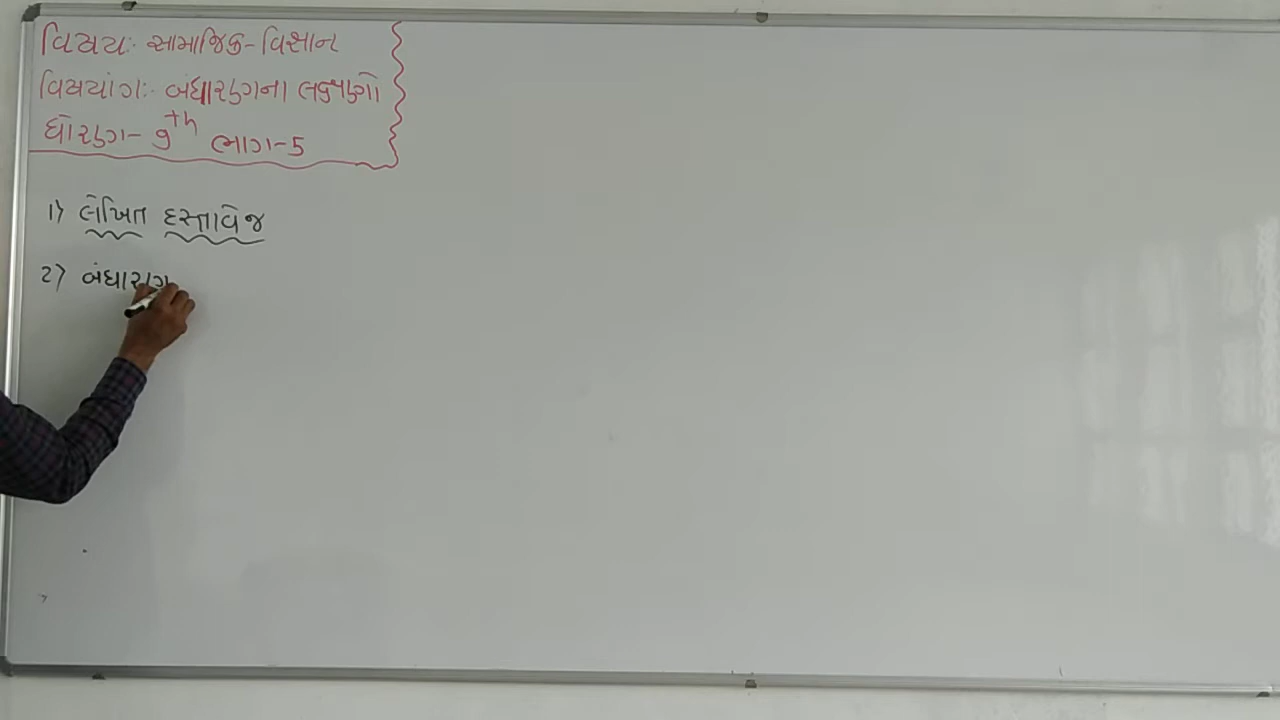 વિષય:- સામાજિક-વિજ્ઞાન
વિષયાંગ:- બંધારણના લક્ષણો
ધોરણ- 9th ભાગ-5
1) લેખિત દસ્તાવેજ
2) બંધારણ